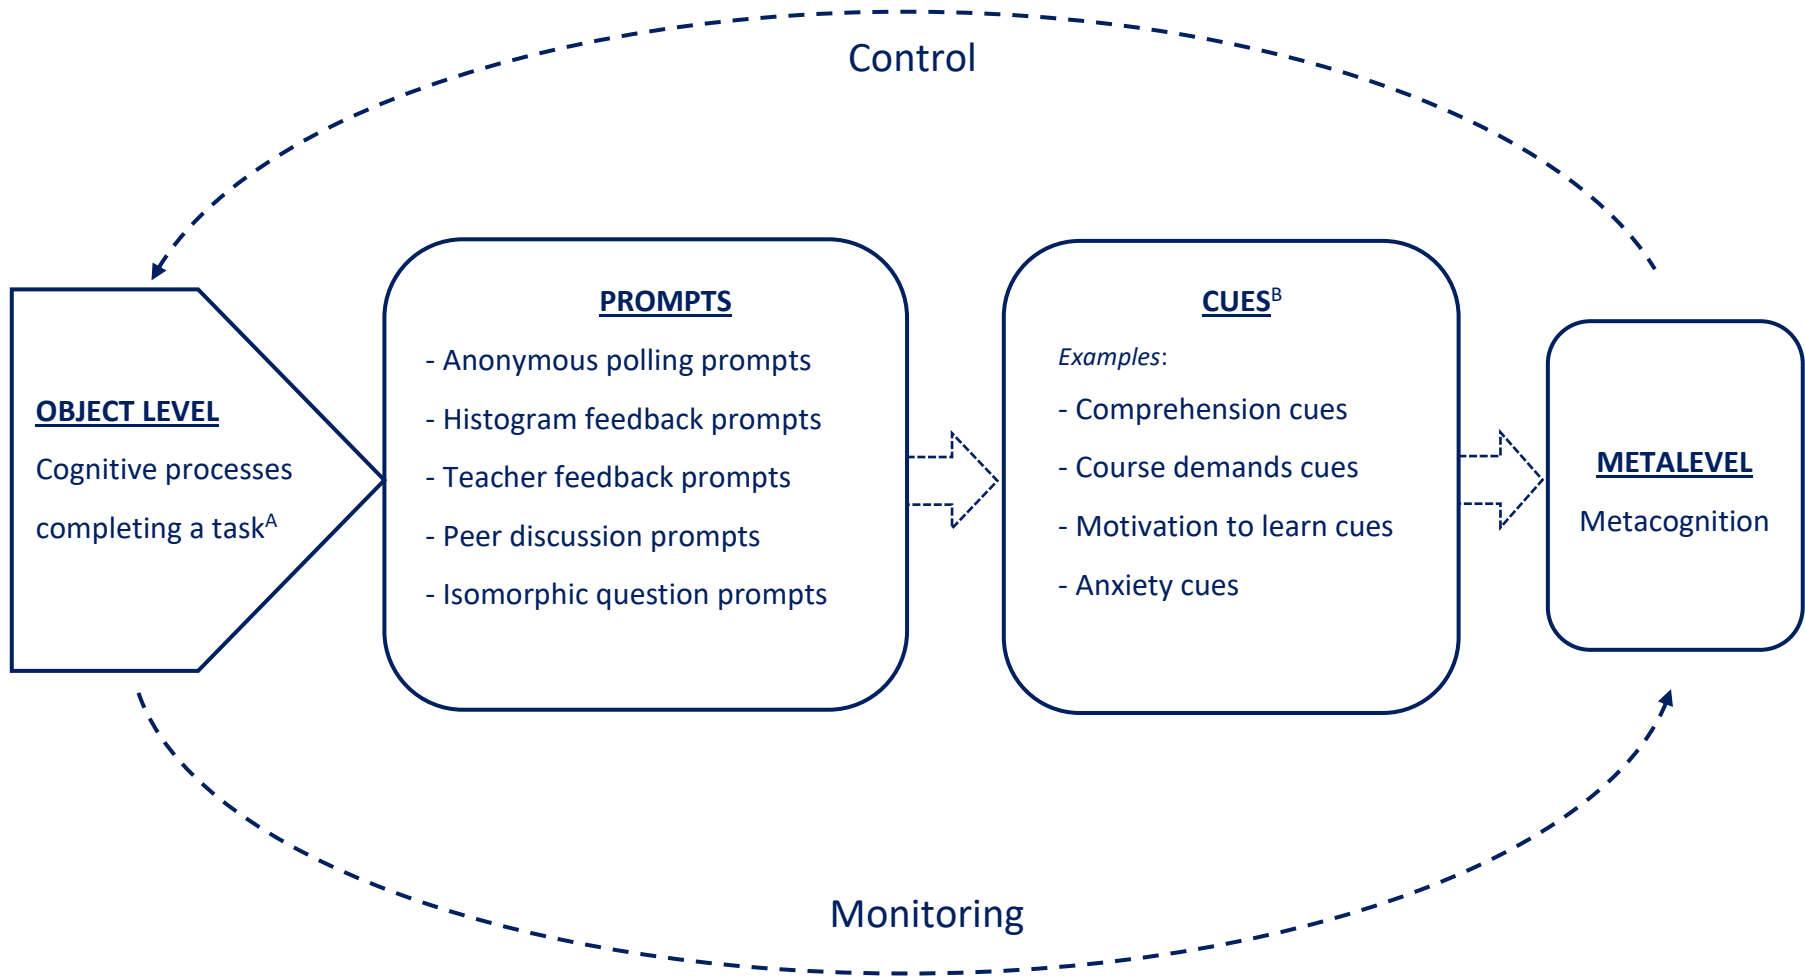 Control
OBJECT LEVEL
Cognitive processes
completing a taskᴬ
PROMPTS
- Anonymous polling prompts
- Histogram feedback prompts
- Teacher feedback prompts
- Peer discussion prompts
- Isomorphic question prompts
CUESᴮ
Examples:
- Comprehension cues
- Course demands cues
- Motivation to learn cues
- Anxiety cues
METALEVEL
Metacognition
Monitoring